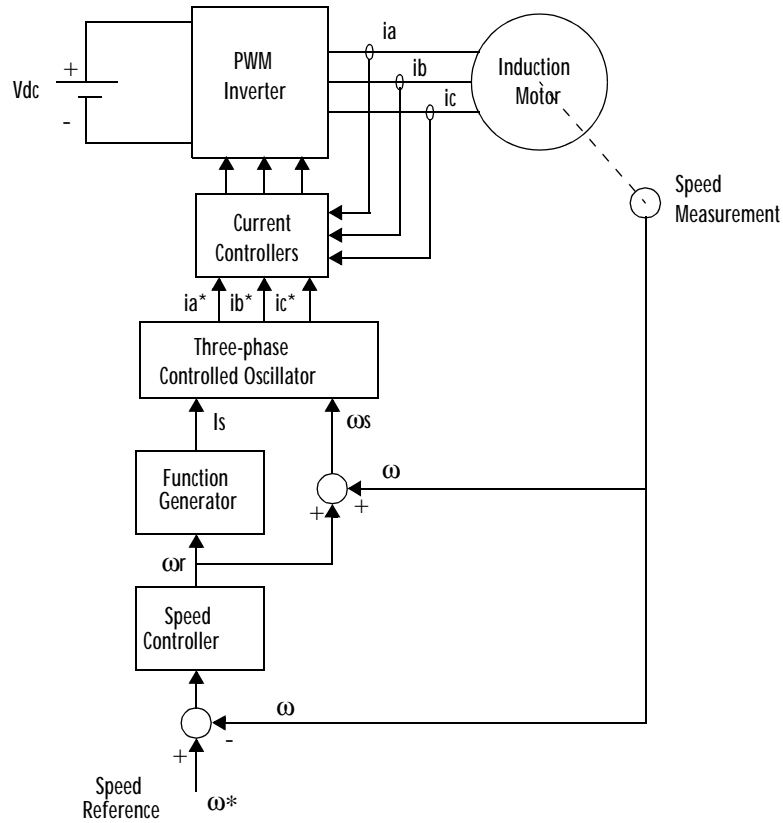 ia
PWM
Inverter
+
Vdc
-
ib
ic
Induction
Motor
Speed
Measurement
Current
Controllers
ia*
ib*
ic*
Three-phase
Controlled Oscillator
Is
ωs
Function
Generator
ω
+
+
ωr
Speed
Controller
ω
+
-
Speed
Reference
ω*